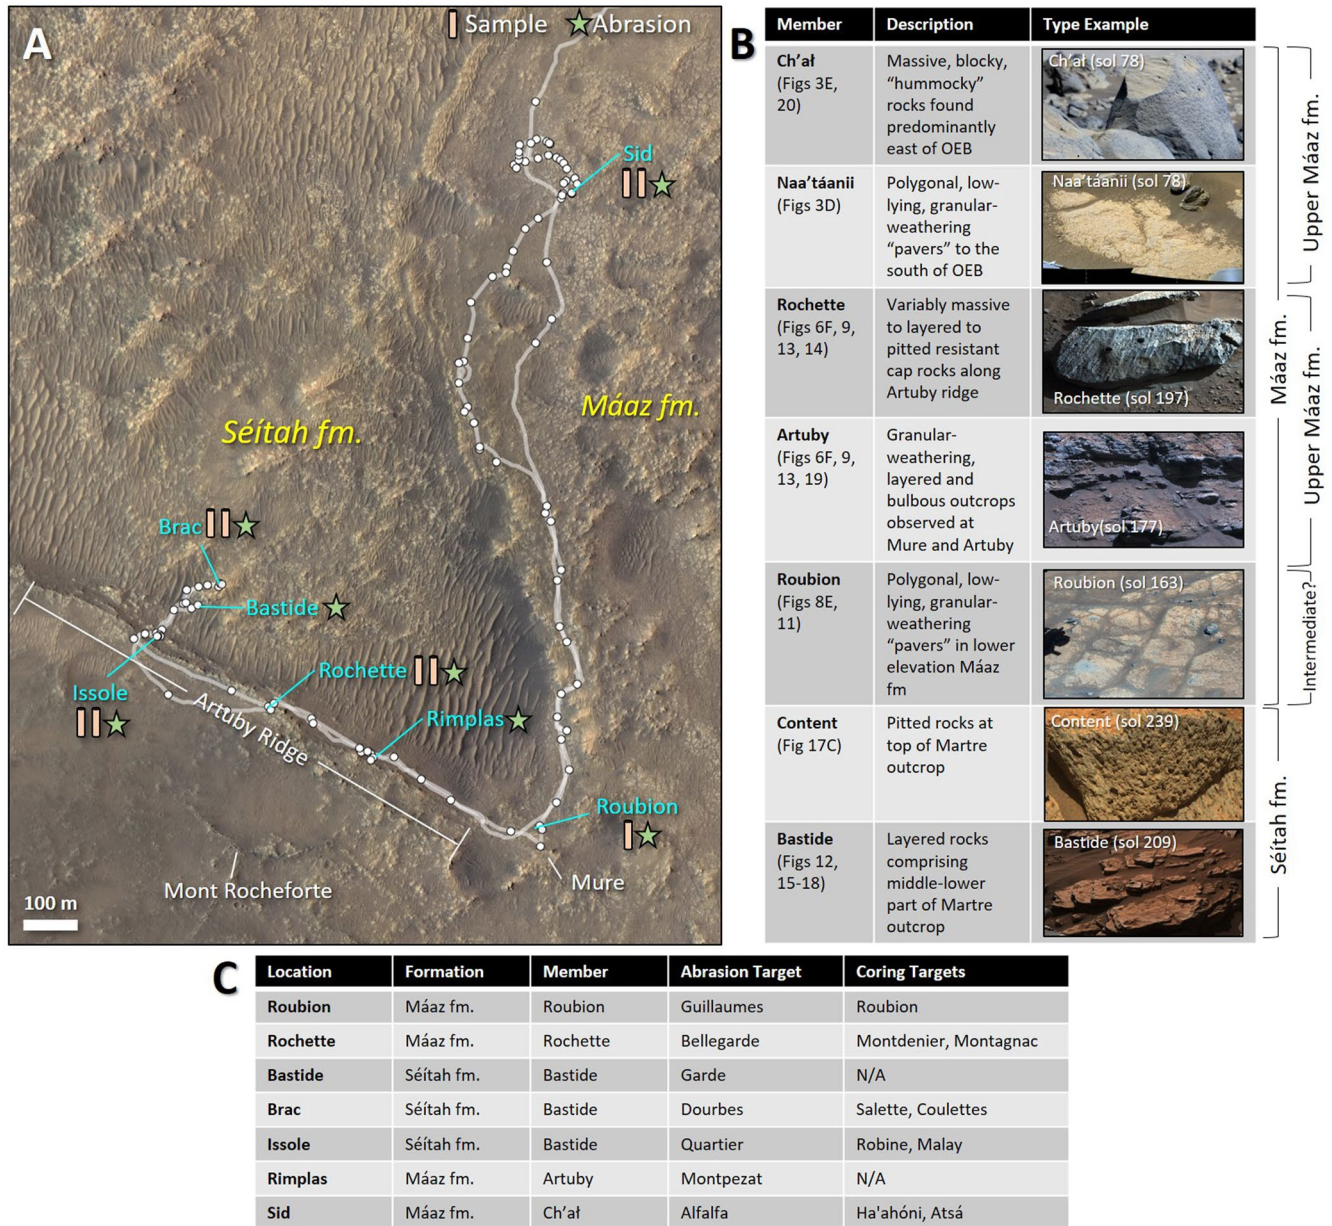 A
Sample Abrasion
Sid
Séítah fm.
Máaz fm.
Brac
Bastide
Issole
Rochette
Rimplas
Artuby Ridge
Roubion
Mure
Mont Rocheforte
100 m
B
Member Description Type Example
Ch’ał
(Figs 3E,
20)
Massive, blocky,
“hummocky”
rocks found
predominantly
east of OEB
Ch’ał (sol 78)
Naa’táanii
(Figs 3D)
Polygonal, low-
lying, granular-
weathering
“pavers” to the
south of OEB
Naa’táanii (sol 78)
Rochette
(Figs 6F, 9,
13, 14)
Variably massive
to layered to
pitted resistant
cap rocks along
Artuby ridge
Rochette (sol 197)
Artuby
(Figs 6F, 9,
13, 19)
Granular-
weathering,
layered and
bulbous outcrops
observed at
Mure and Artuby
Artuby(sol 177)
Roubion
(Figs 8E,
11)
Polygonal, low-
lying, granular-
weathering
“pavers” in lower
elevation Máaz
fm
Roubion (sol 163)
Content
(Fig 17C)
Pitted rocks at
top of Martre
outcrop
Content (sol 239)
Bastide
(Figs 12,
15-18)
Layered rocks
comprising
middle-lower
part of Martre
outcrop
Bastide (sol 209)
Upper Máaz fm.
Upper Máaz fm.
Intermediate?
Máaz fm.
Séítah fm.
C
Location Formation Member Abrasion Target Coring Targets
Roubion Máaz fm. Roubion Guillaumes Roubion
Rochette Máaz fm. Rochette Bellegarde Montdenier, Montagnac
Bastide Séítah fm. Bastide Garde N/A
Brac Séítah fm. Bastide Dourbes Salette, Coulettes
Issole Séítah fm. Bastide Quartier Robine, Malay
Rimplas Máaz fm. Artuby Montpezat N/A
Sid Máaz fm. Ch’ał Alfalfa Ha'ahóni, Atsá